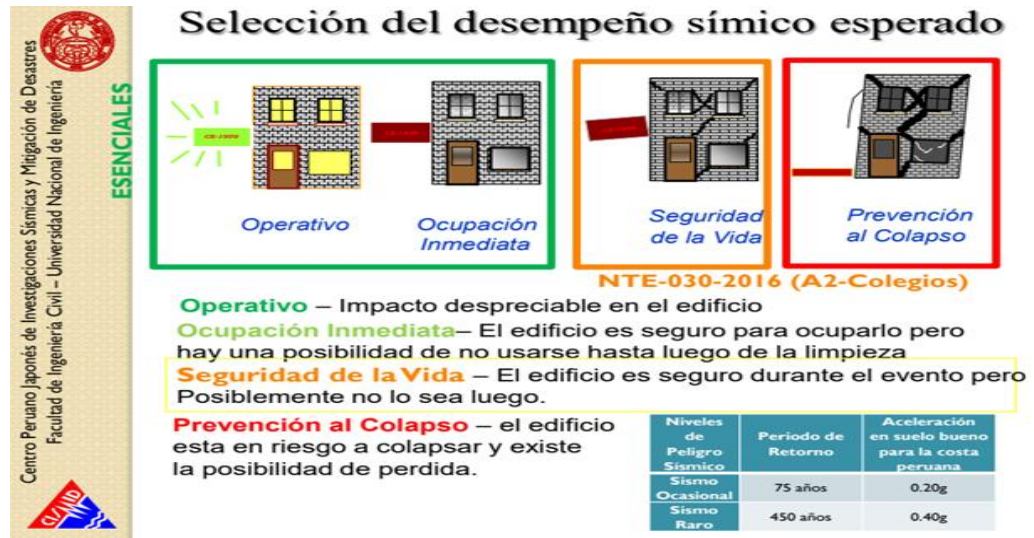 Selección del desempeño símico esperado
Centro Peruano Japonés de Investigaciones Sísmicas y Mitigación de Desastres
Facultad de Ingeniería Civil – Universidad Nacional de Ingeniería
ESENCIALES
Operativo
Ocupación
Inmediata
Seguridad
de la Vida
Prevención
al Colapso
NTE-030-2016 (A2-Colegios)
Operativo – Impacto despreciable en el edificio
Ocupación Inmediata– El edificio es seguro para ocuparlo pero
hay una posibilidad de no usarse hasta luego de la limpieza
Seguridad de la Vida – El edificio es seguro durante el evento pero
Posiblemente no lo sea luego.
Prevención al Colapso – el edificio
esta en riesgo a colapsar y existe
la posibilidad de perdida.
Niveles
de
Peligro
Sísmico
Periodo de
Retorno
Aceleración
en suelo bueno
para la costa
peruana
Sismo
Ocasional
75 años
0.20g
Sismo
Raro
450 años
0.40g
CISMID